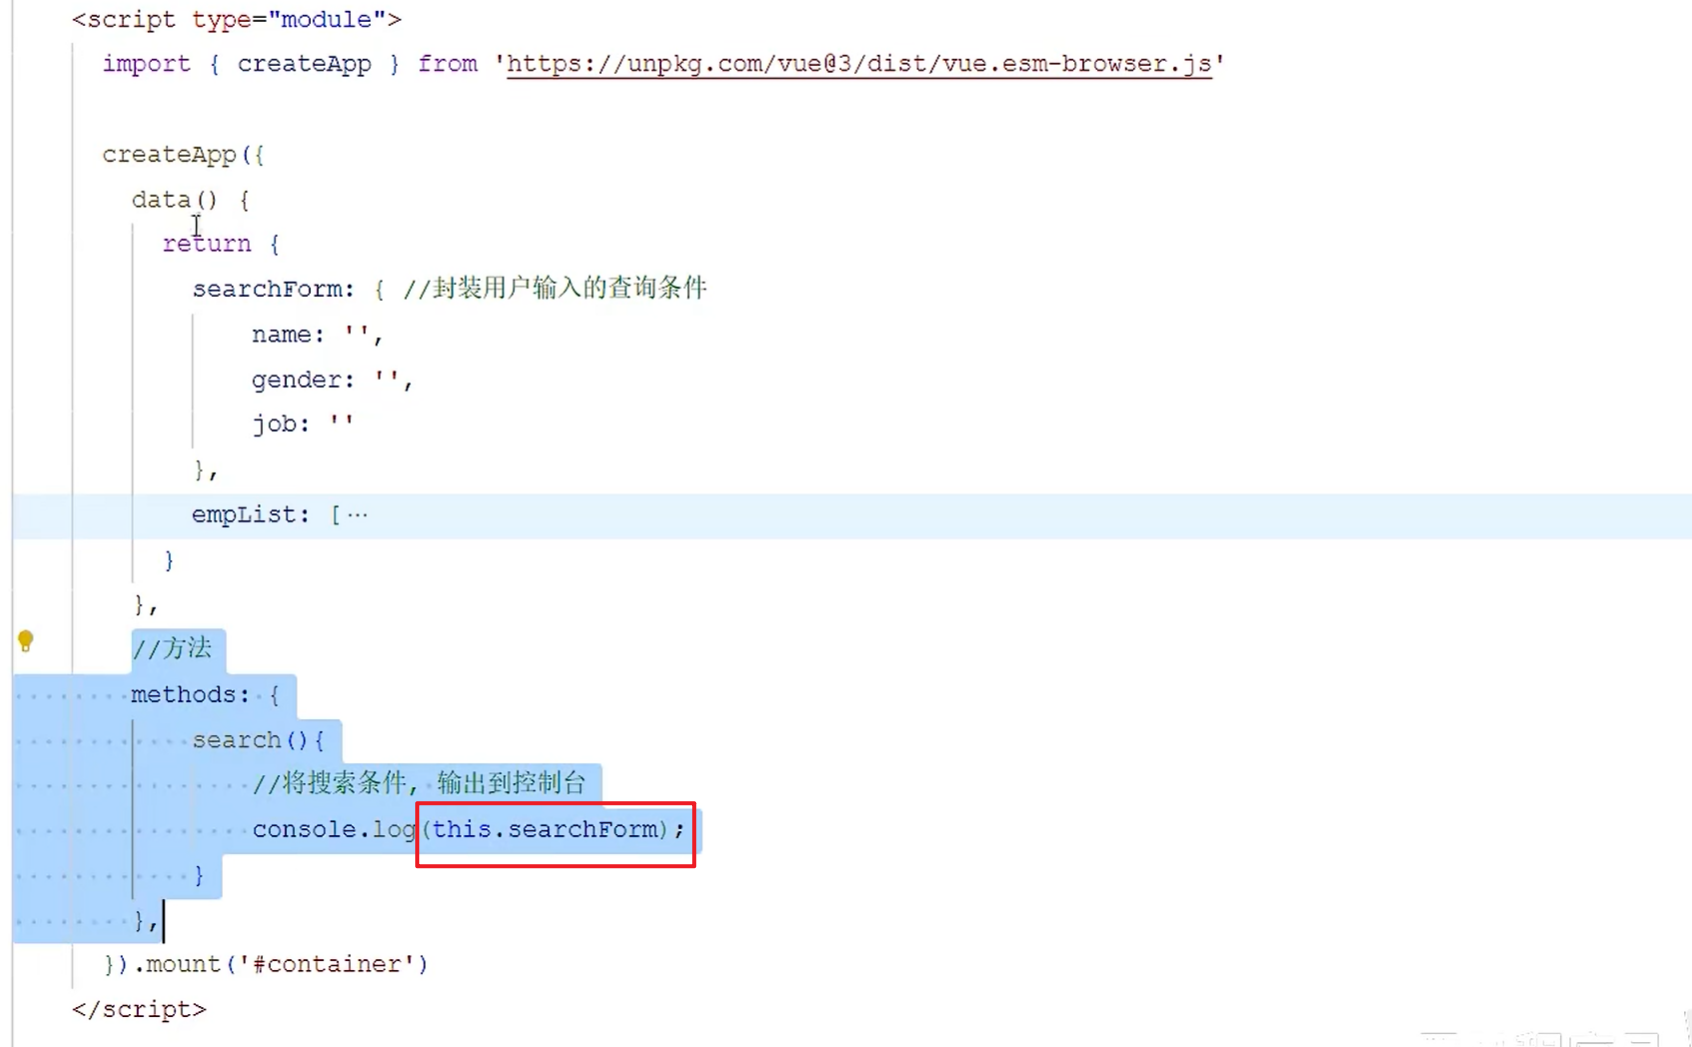 <script type="module">
import { createApp } from 'https://unpkg.com/vue@3/dist/vue.esm-browser.js'
createApp({
data() {
return {
searchForm: { //封装用户输入的查询条件
name: '',
gender: '',
job: ''
},
empList: [···
}
},
//方法
methods: {
search(){
//将搜索条件, 输出到控制台
console.log(this.searchForm);
}
},
}).mount('#container')
</script>